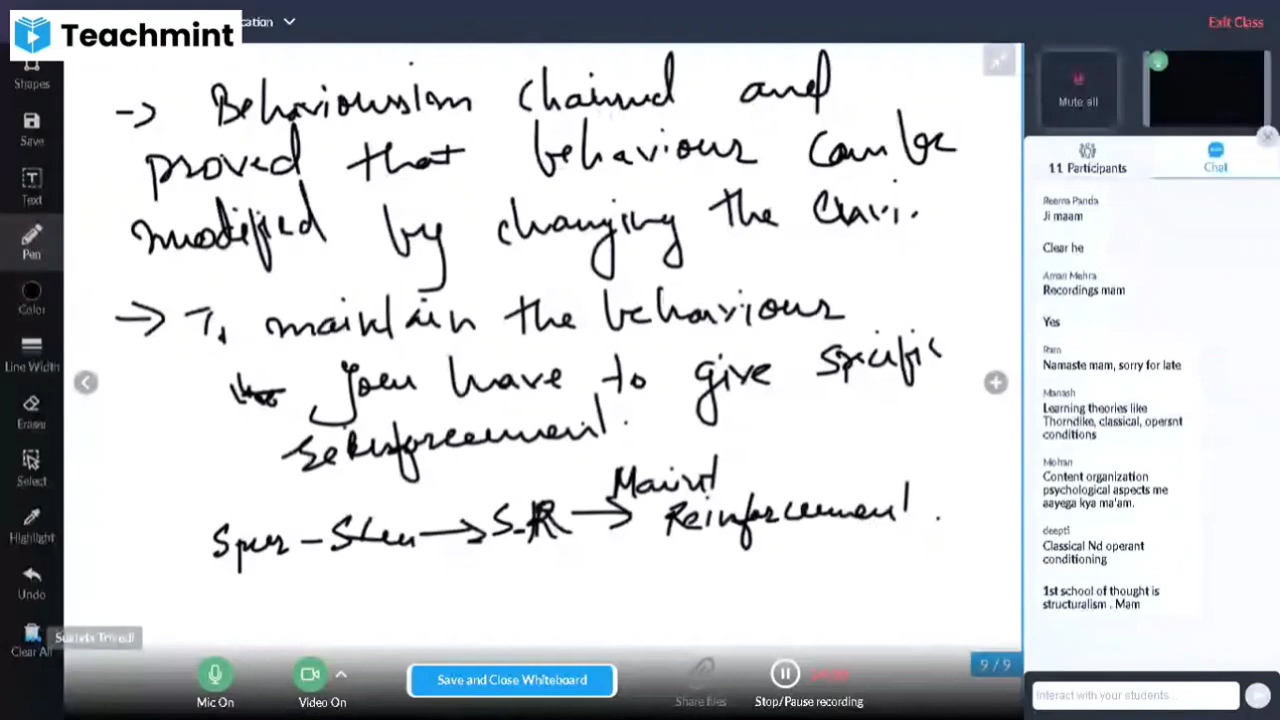 Teachmint
cation
Exit Class
Shapes
Save
Text
Pen
Color
Line Width
Eraser
Select
Highlight
Undo
Clear All
-> Behaviourism claimed and
proved that behaviour can be
modified by changing the
-> To maintain the behaviour
you have to give specific
reinforcement.
Maint
S-R -> Reinforcement.
Mute all
11 Participants
Chat
Reema Panda
Ji maam
Clear he
Aman Mehra
Recordings mam
Yes
Ram
Namaste mam, sorry for late
Manash
Learning theories like
Thorndike, classical, opersnt
conditions
Mohan
Content organization
psychological aspects me
aayega kya ma'am.
deepti
Classical Nd operant
conditioning
1st school of thought is
structuralism . Mam
Trivedi
9 / 9
Mic On
Video On
Save and Close Whiteboard
Share files
Stop/Pause recording
Interact with your students...